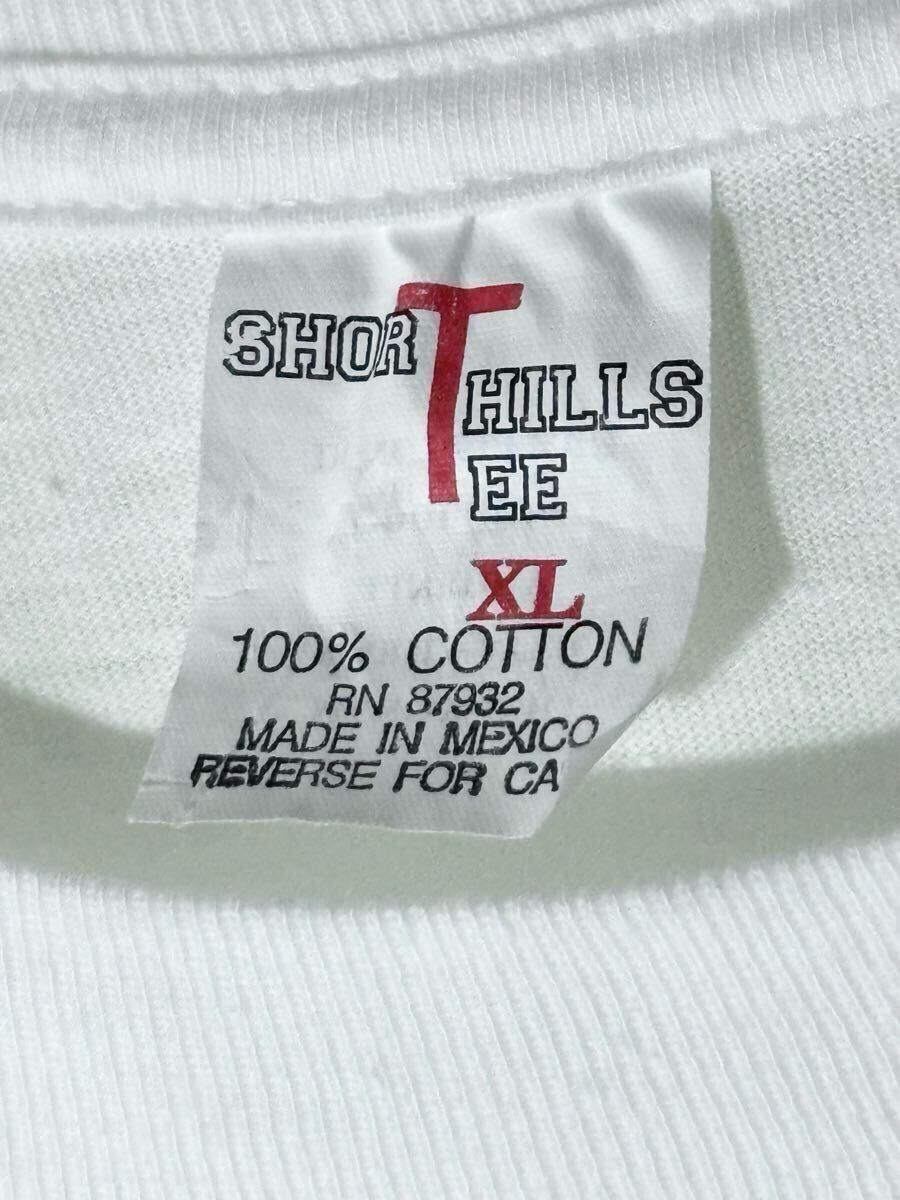 SHORT HILLS
TEE
XL
100% COTTON
RN 87932
MADE IN MEXICO
REVERSE FOR CA